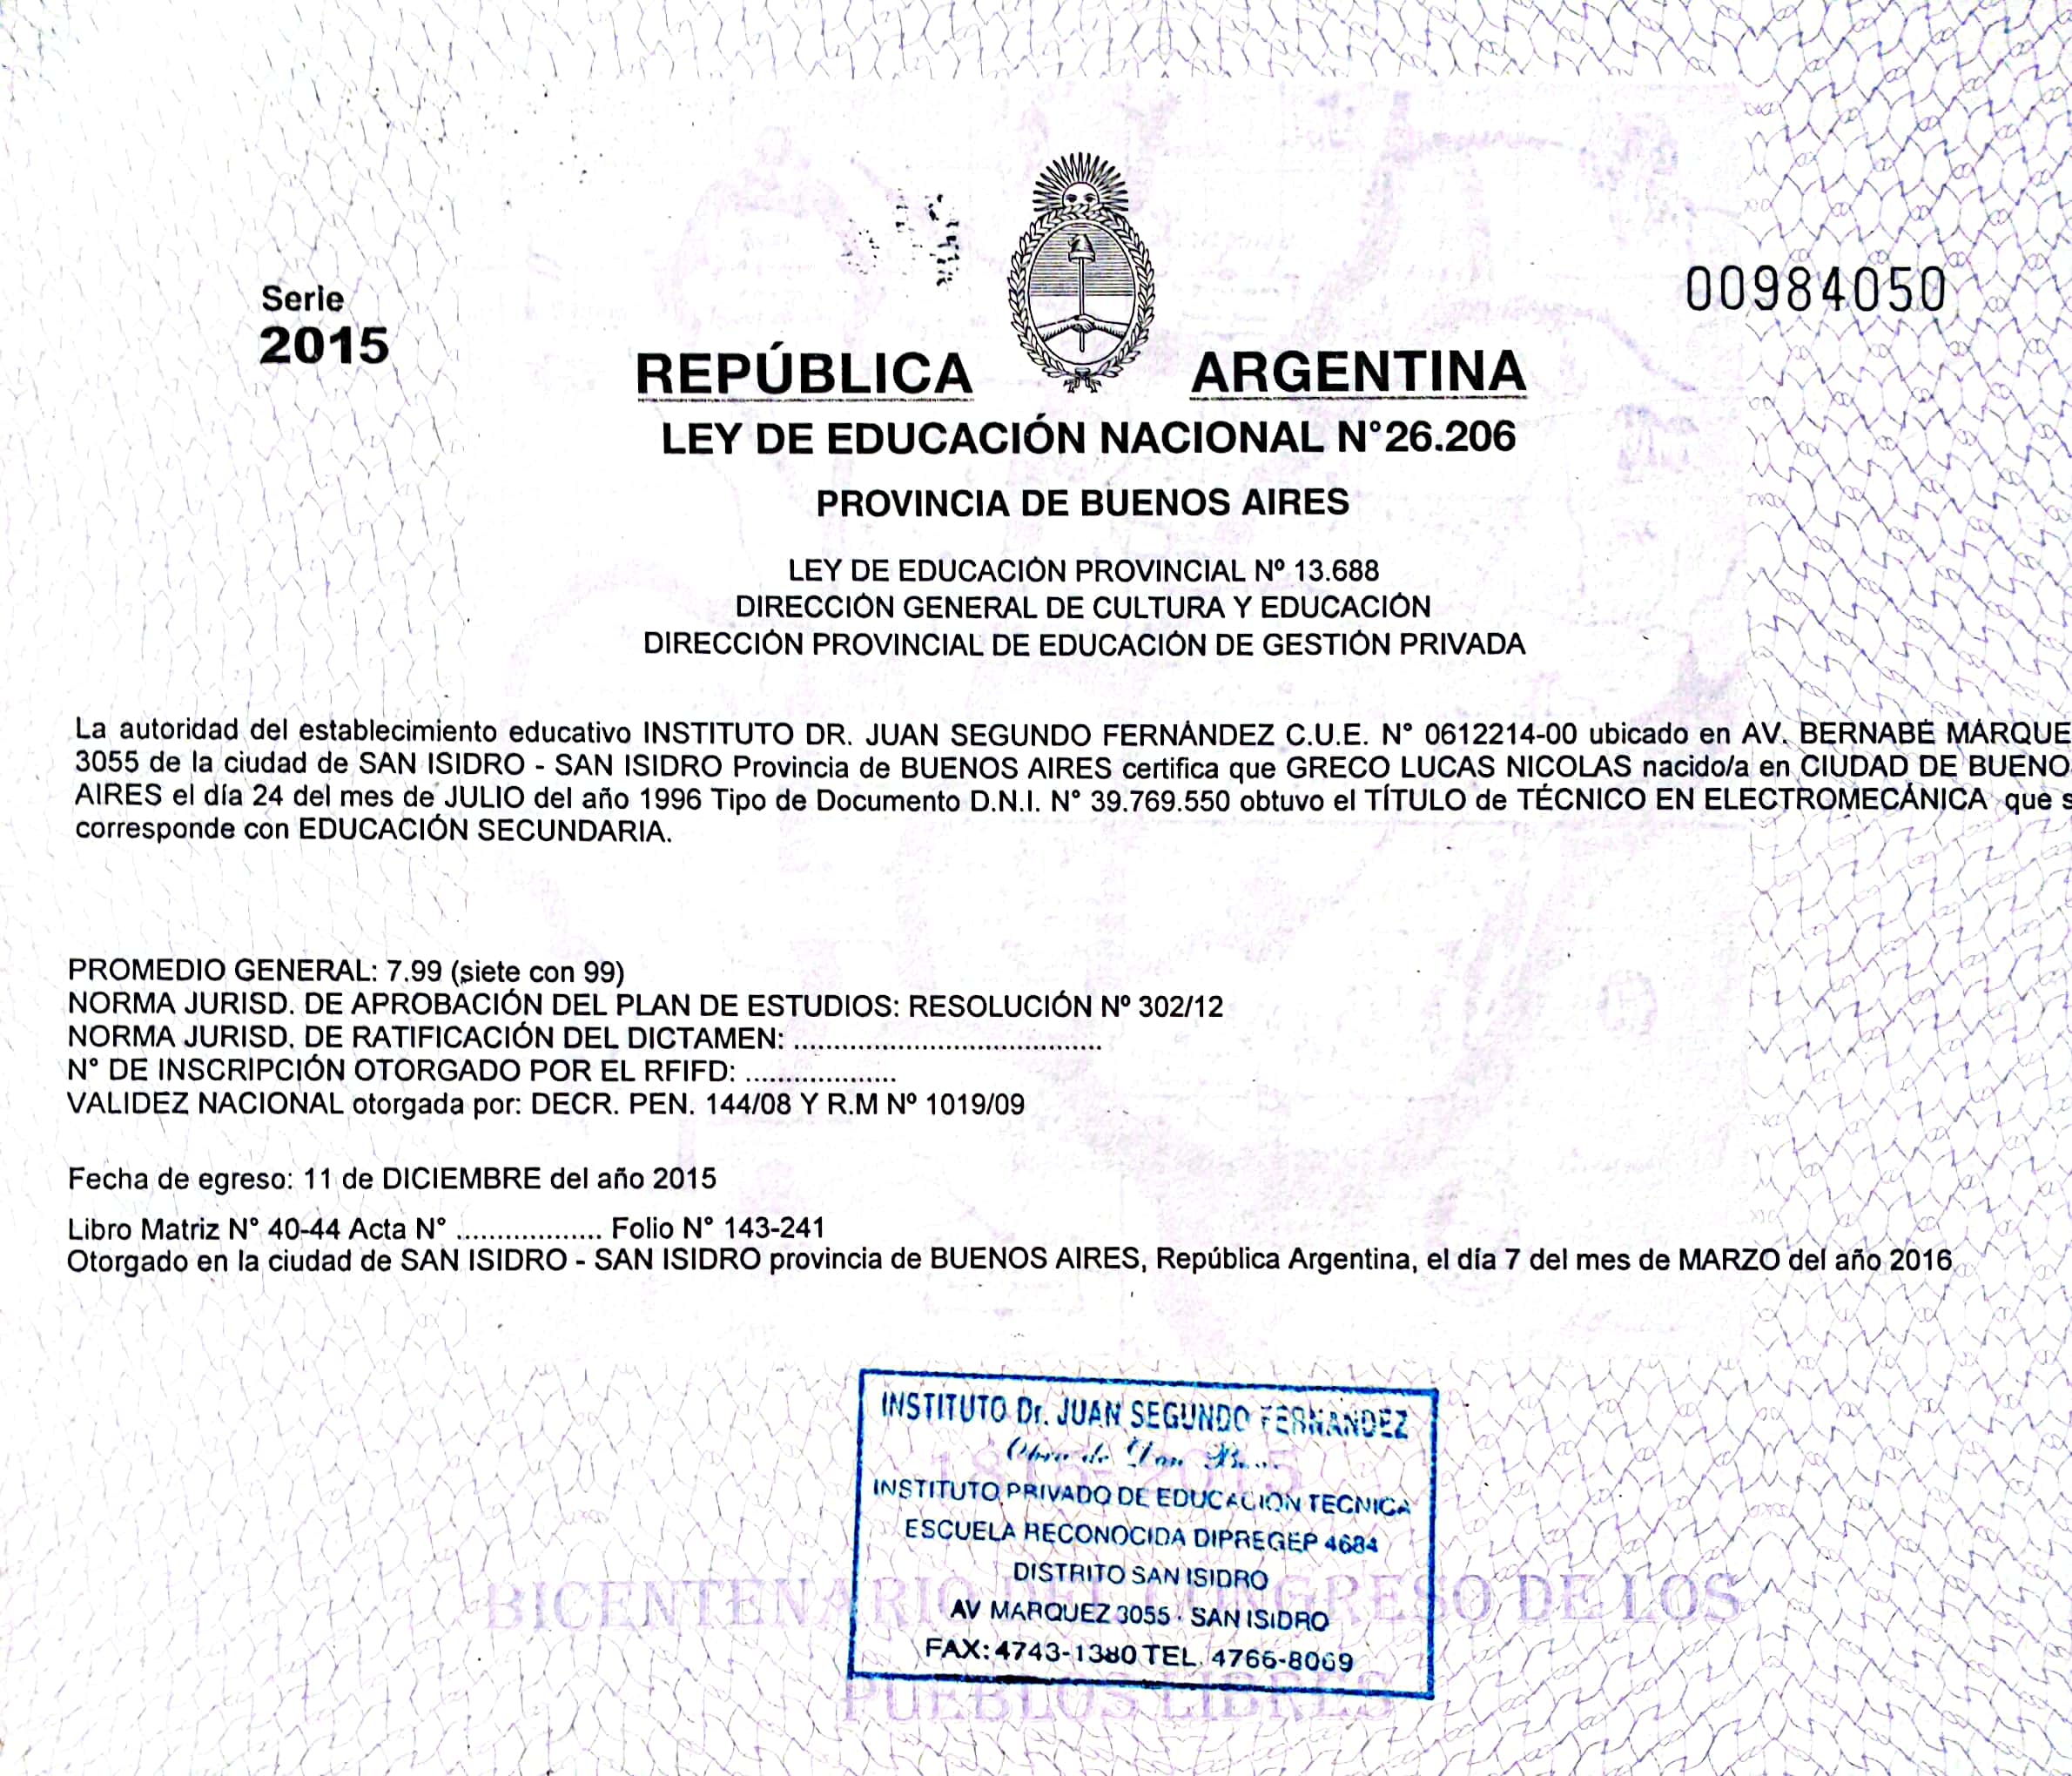 Serie
2015
00984050
REPÚBLICA ARGENTINA
LEY DE EDUCACIÓN NACIONAL N°26.206
PROVINCIA DE BUENOS AIRES
LEY DE EDUCACIÓN PROVINCIAL Nº 13.688
DIRECCIÓN GENERAL DE CULTURA Y EDUCACIÓN
DIRECCIÓN PROVINCIAL DE EDUCACIÓN DE GESTIÓN PRIVADA
La autoridad del establecimiento educativo INSTITUTO DR. JUAN SEGUNDO FERNÁNDEZ C.U.E. N° 0612214-00 ubicado en AV. BERNABÉ MÁRQUE
3055 de la ciudad de SAN ISIDRO - SAN ISIDRO Provincia de BUENOS AIRES certifica que GRECO LUCAS NICOLAS nacido/a en CIUDAD DE BUENO
AIRES el día 24 del mes de JULIO del año 1996 Tipo de Documento D.N.I. N° 39.769.550 obtuvo el TÍTULO de TÉCNICO EN ELECTROMECÁNICA que s
corresponde con EDUCACIÓN SECUNDARIA.
PROMEDIO GENERAL: 7.99 (siete con 99)
NORMA JURISD. DE APROBACIÓN DEL PLAN DE ESTUDIOS: RESOLUCIÓN Nº 302/12
NORMA JURISD. DE RATIFICACIÓN DEL DICTAMEN: ......................................
N° DE INSCRIPCIÓN OTORGADO POR EL RFIFD: ...................
VALIDEZ NACIONAL otorgada por: DECR. PEN. 144/08 Y R.M Nº 1019/09
Fecha de egreso: 11 de DICIEMBRE del año 2015
Libro Matriz N° 40-44 Acta N° .................. Folio N° 143-241
Otorgado en la ciudad de SAN ISIDRO - SAN ISIDRO provincia de BUENOS AIRES, República Argentina, el día 7 del mes de MARZO del año 2016
INSTITUTO Dr. JUAN SEGUNDO FERNANDEZ
Obra de Don
INSTITUTO PRIVADO DE EDUCACION TECNICA
ESCUELA RECONOCIDA DIPREGEP 4684
DISTRITO SAN ISIDRO
AV MARQUEZ 3055 - SAN ISIDRO
FAX: 4743-1380 TEL. 4766-8069
BICENTENARIO DEL CONGRESO DE LOS
PUEBLOS LIBRES